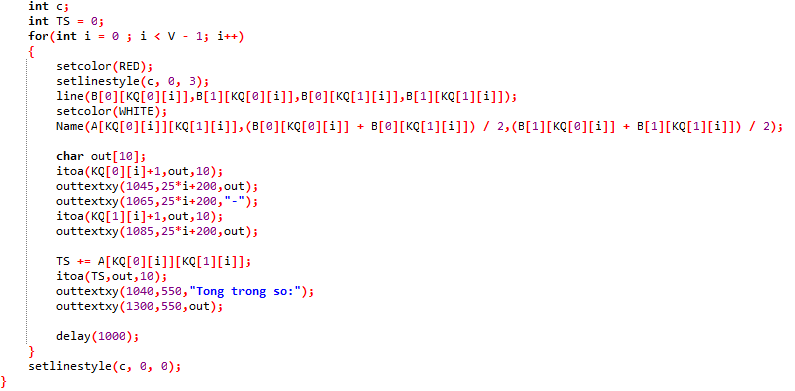 int c;
int TS = 0;
for(int i = 0 ; i < V - 1; i++)
{
setcolor(RED);
setlinestyle(c, 0, 3);
line(B[0][KQ[0][i]],B[1][KQ[0][i]],B[0][KQ[1][i]],B[1][KQ[1][i]]);
setcolor(WHITE);
Name(A[KQ[0][i]][KQ[1][i]],(B[0][KQ[0][i]] + B[0][KQ[1][i]]) / 2,(B[1][KQ[0][i]] + B[1][KQ[1][i]]) / 2);
char out[10];
itoa(KQ[0][i]+1,out,10);
outtextxy(1045,25*i+200,out);
outtextxy(1065,25*i+200,"-");
itoa(KQ[1][i]+1,out,10);
outtextxy(1085,25*i+200,out);
TS += A[KQ[0][i]][KQ[1][i]];
itoa(TS,out,10);
outtextxy(1040,550,"Tong trong so:");
outtextxy(1300,550,out);
delay(1000);
}
setlinestyle(c, 0, 0);
}